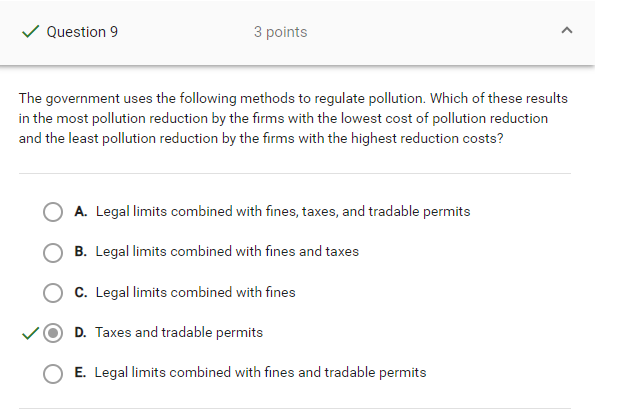 Question 9
3 points
The government uses the following methods to regulate pollution. Which of these results
in the most pollution reduction by the firms with the lowest cost of pollution reduction
and the least pollution reduction by the firms with the highest reduction costs?
A. Legal limits combined with fines, taxes, and tradable permits
B. Legal limits combined with fines and taxes
C. Legal limits combined with fines
D. Taxes and tradable permits
E. Legal limits combined with fines and tradable permits